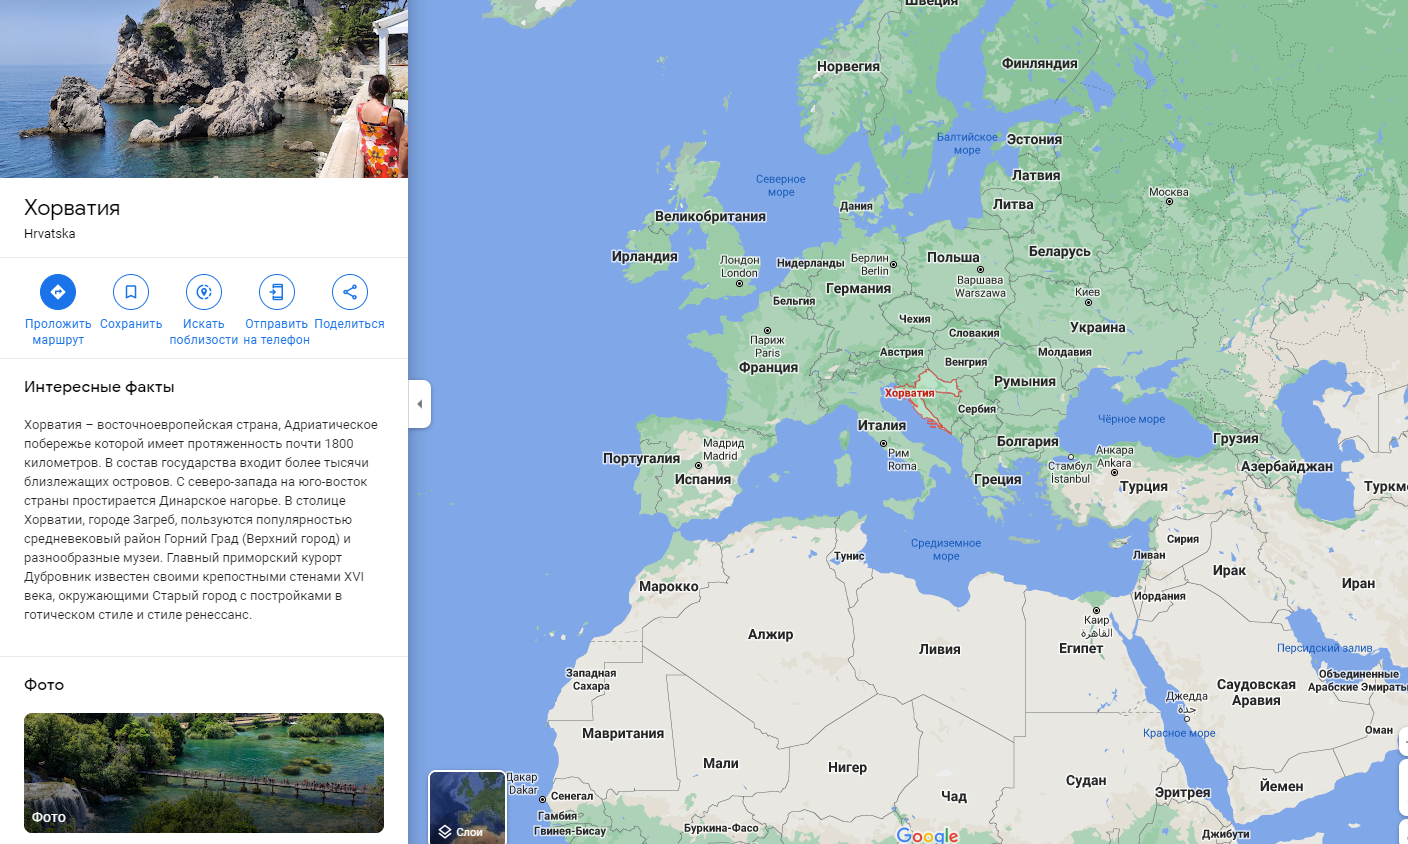 Хорватия
Hrvatska
Проложить
маршрут
Сохранить
Искать
поблизости
Отправить
на телефон
Поделиться
Интересные факты
Хорватия – восточноевропейская страна, Адриатическое
побережье которой имеет протяженность почти 1800
километров. В состав государства входит более тысячи
близлежащих островов. С северо-запада на юго-восток
страны простирается Динарское нагорье. В столице
Хорватии, городе Загреб, пользуются популярностью
средневековый район Горний Град (Верхний город) и
разнообразные музеи. Главный приморский курорт
Дубровник известен своими крепостными стенами XVI
века, окружающими Старый город с постройками в
готическом стиле и стиле ренессанс.
Фото
Фото
Швеция
Норвегия
Финляндия
Балтийское
море
Эстония
Северное
море
Латвия
Москва
Дания
Литва
Великобритания
Ирландия
Лондон
London
Нидерланды
Берлин
Berlin
Польша
Беларусь
Варшава
Warszawa
Германия
Бельгия
Киев
Чехия
Украина
Париж
Paris
Словакия
Австрия
Молдавия
Венгрия
Франция
Румыния
Хорватия
Сербия
Чёрное море
Италия
Болгария
Грузия
Мадрид
Madrid
Рим
Roma
Анкара
Ankara
Португалия
Стамбул
İstanbul
Азербайджан
Испания
Греция
Турция
Туркм
Средиземное
море
Сирия
Тунис
Ливан
Ирак
Иран
Марокко
Иордания
Каир
القاهرة
Алжир
Ливия
Египет
Персидский залив
Западная
Сахара
Объединенные
Арабские Эмираты
Саудовская
Аравия
Джедда
جدة
Мавритания
Красное море
Оман
Мали
Нигер
Судан
Йемен
Дакар
Dakar
Сенегал
Чад
Эритрея
Гамбия
Гвинея-Бисау
Буркина-Фасо
Джибути
Слои
Google